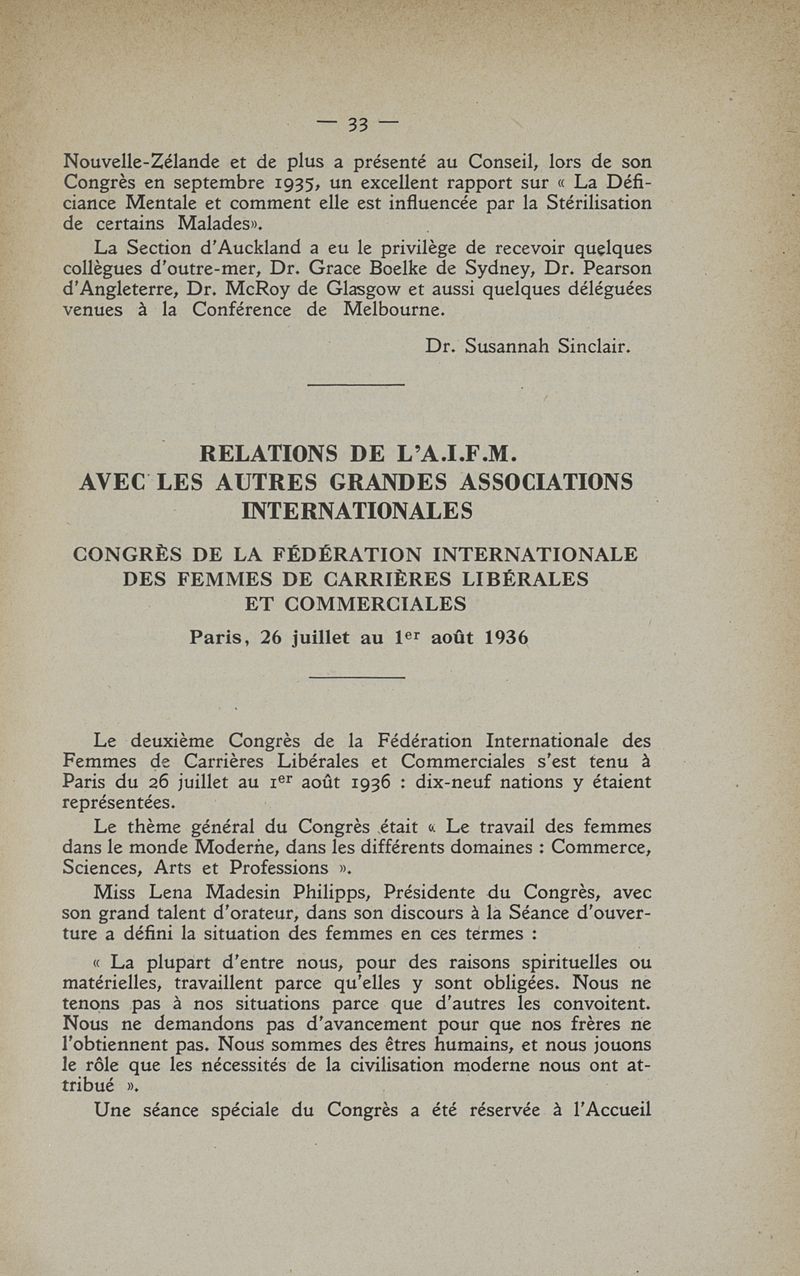 — 33 —
Nouvelle-Zélande et de plus a présenté au Conseil, lors de son
Congrès en septembre 1935, un excellent rapport sur « La Défi-
ciance Mentale et comment elle est influencée par la Stérilisation
de certains Malades».
La Section d'Auckland a eu le privilège de recevoir quelques
collègues d'outre-mer, Dr. Grace Boelke de Sydney, Dr. Pearson
d'Angleterre, Dr. McRoy de Glasgow et aussi quelques déléguées
venues à la Conférence de Melbourne.
Dr. Susannah Sinclair.
RELATIONS DE L'A.I.F.M.
AVEC LES AUTRES GRANDES ASSOCIATIONS
INTERNATIONALES
CONGRÈS DE LA FÉDÉRATION INTERNATIONALE
DES FEMMES DE CARRIÈRES LIBÉRALES
ET COMMERCIALES
Paris, 26 juillet au 1er août 1936
Le deuxième Congrès de la Fédération Internationale des
Femmes de Carrières Libérales et Commerciales s'est tenu à
Paris du 26 juillet au 1er août 1936 : dix-neuf nations y étaient
représentées.
Le thème général du Congrès était « Le travail des femmes
dans le monde Moderne, dans les différents domaines : Commerce,
Sciences, Arts et Professions ».
Miss Lena Madesin Philipps, Présidente du Congrès, avec
son grand talent d'orateur, dans son discours à la Séance d'ouver-
ture a défini la situation des femmes en ces termes :
« La plupart d'entre nous, pour des raisons spirituelles ou
matérielles, travaillent parce qu'elles y sont obligées. Nous ne
tenons pas à nos situations parce que d'autres les convoitent.
Nous ne demandons pas d'avancement pour que nos frères ne
l'obtiennent pas. Nous sommes des êtres humains, et nous jouons
le rôle que les nécessités de la civilisation moderne nous ont at-
tribué ».
Une séance spéciale du Congrès a été réservée à l'Accueil